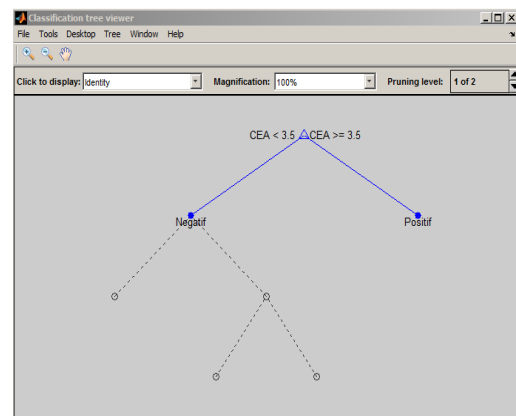 Classification tree viewer
File Tools Desktop Tree Window Help
Click to display: Identity Magnification: 100% Pruning level: 1 of 2
CEA < 3.5 CEA >= 3.5
Negatif Positif